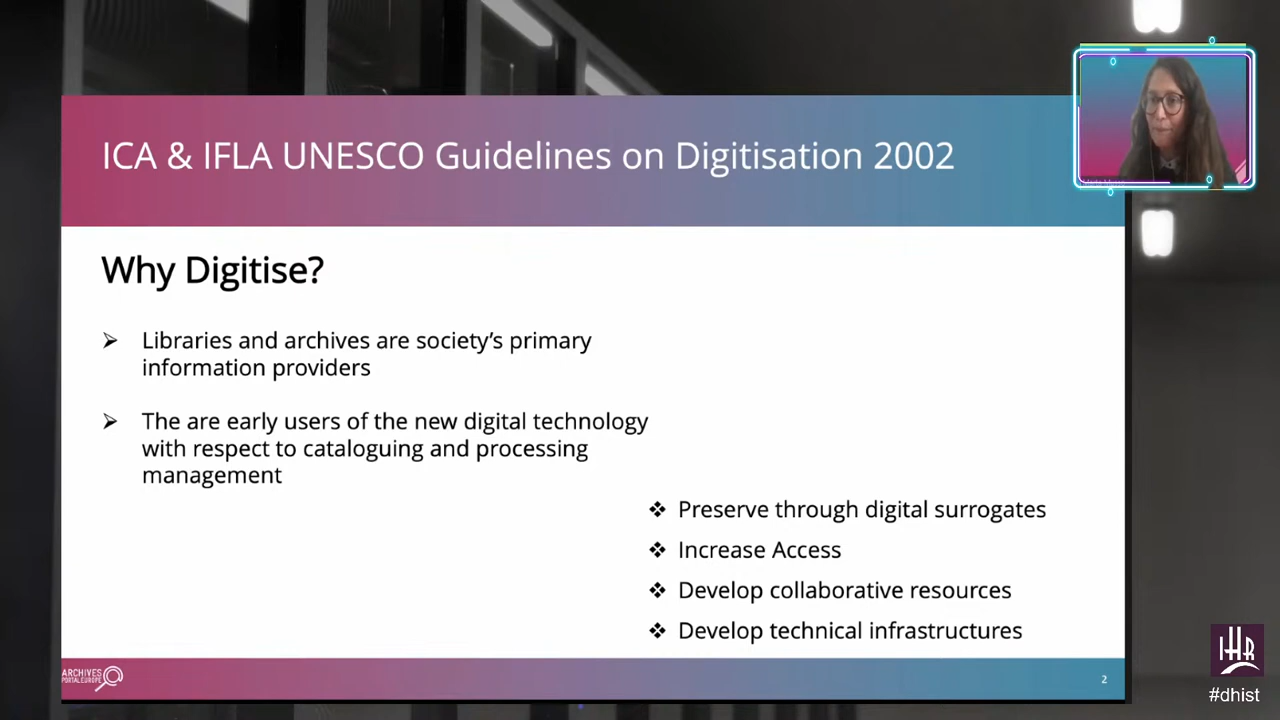 ICA & IFLA UNESCO Guidelines on Digitisation 2002
Why Digitise?
➢ Libraries and archives are society’s primary
information providers
➢ The are early users of the new digital technology
with respect to cataloguing and processing
management
❖ Preserve through digital surrogates
❖ Increase Access
❖ Develop collaborative resources
❖ Develop technical infrastructures
ARCHIVES
PORTAL EUROPE
2
IHR
#dhist